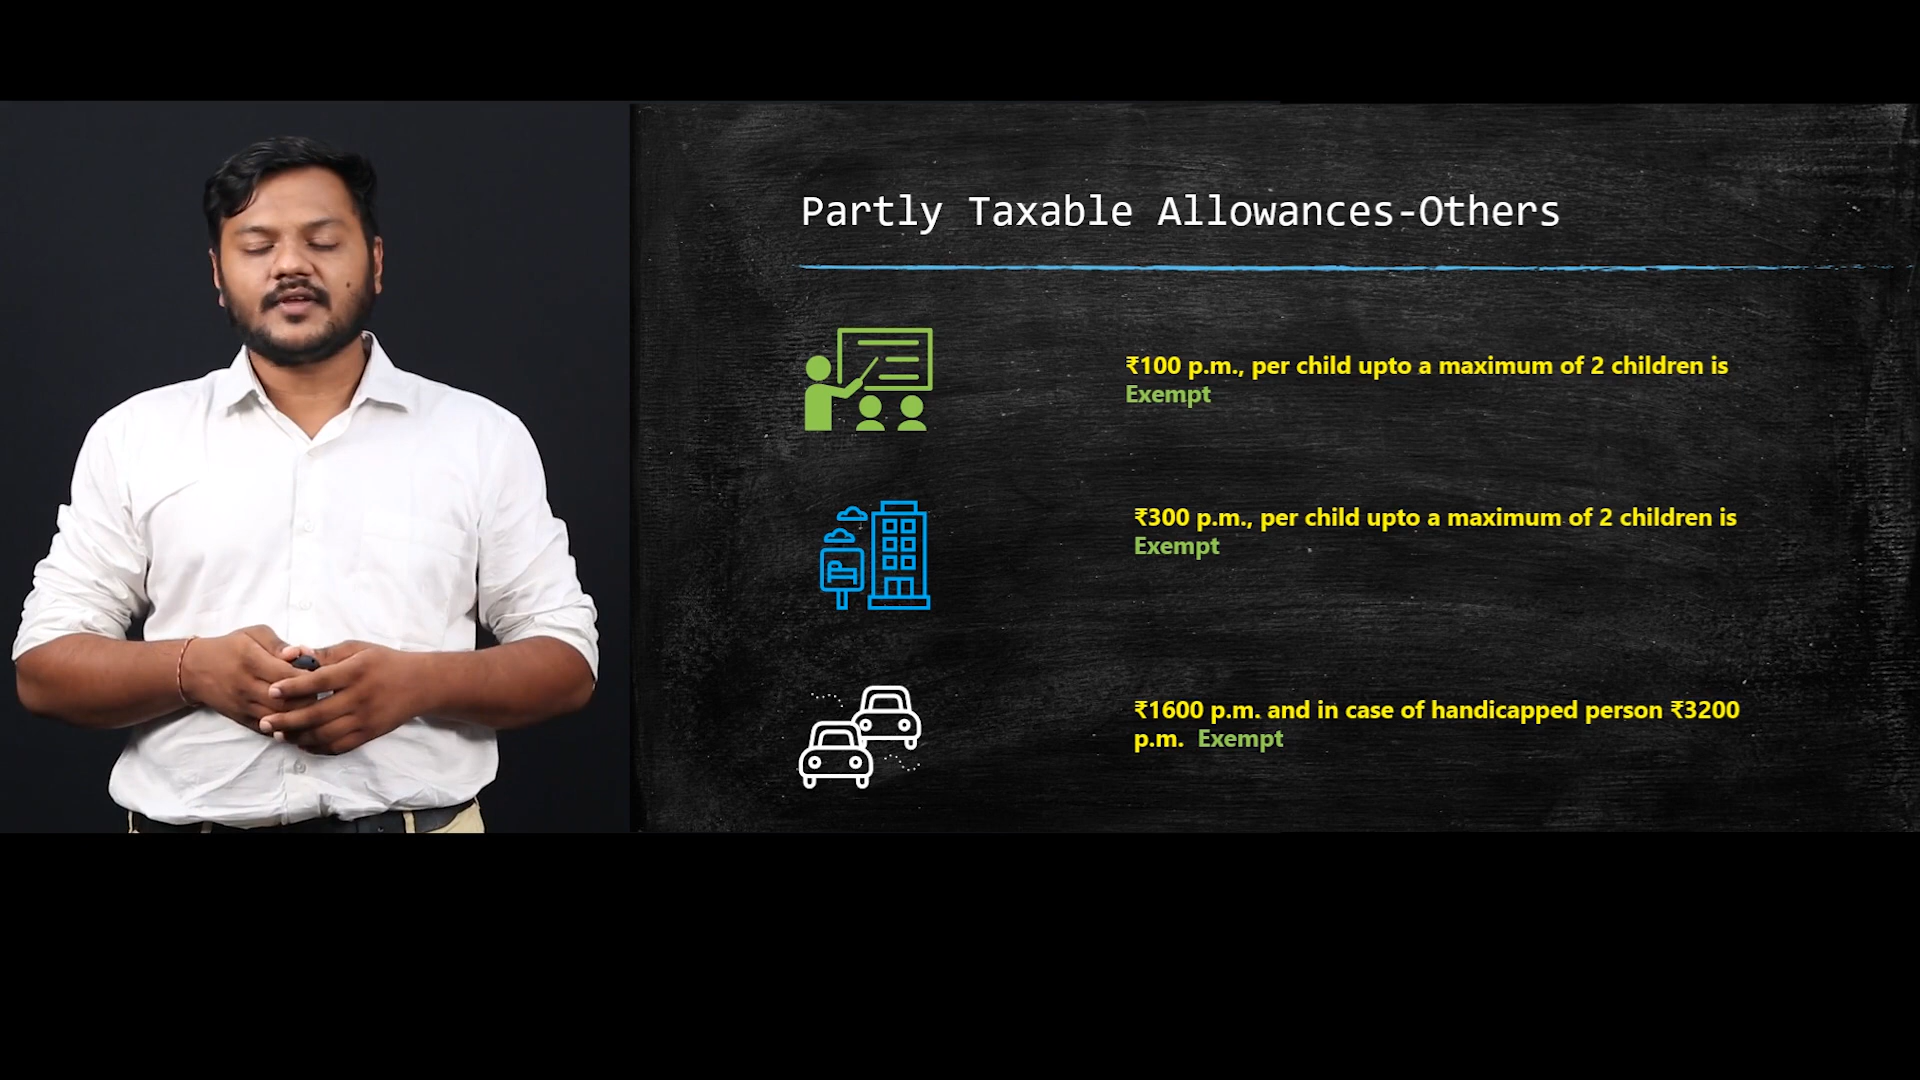 Partly Taxable Allowances-Others
₹100 p.m., per child upto a maximum of 2 children is
Exempt
₹300 p.m., per child upto a maximum of 2 children is
Exempt
₹1600 p.m. and in case of handicapped person ₹3200
p.m. Exempt